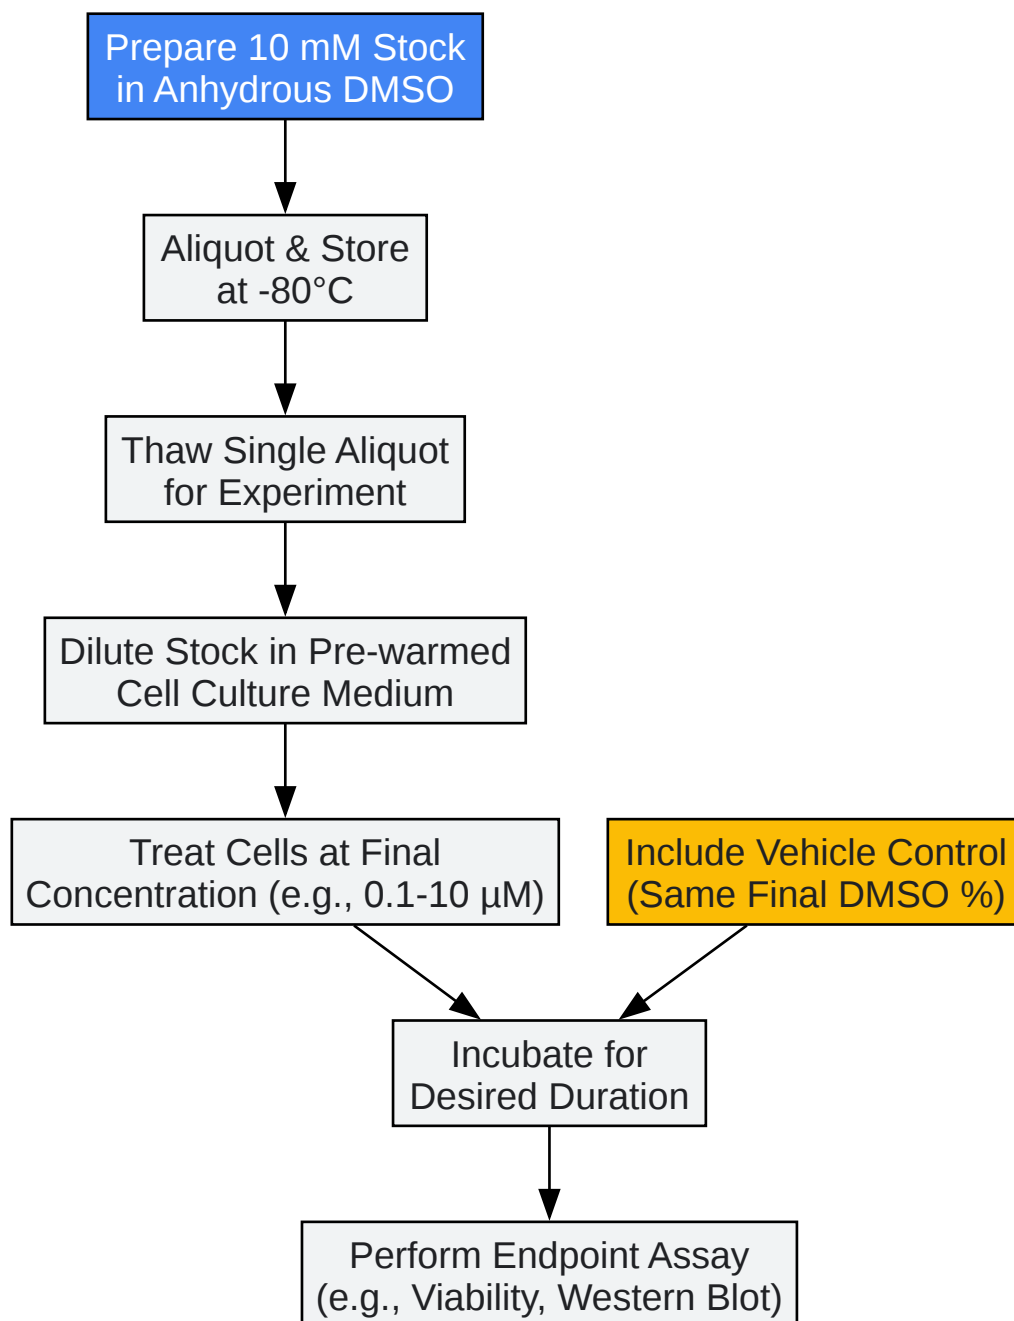 Prepare 10 mM Stock
in Anhydrous DMSO
Aliquot & Store
at -80°C
Thaw Single Aliquot
for Experiment
Dilute Stock in Pre-warmed
Cell Culture Medium
Treat Cells at Final
Concentration (e.g., 0.1-10 µM)
Include Vehicle Control
(Same Final DMSO %)
Incubate for
Desired Duration
Perform Endpoint Assay
(e.g., Viability, Western Blot)